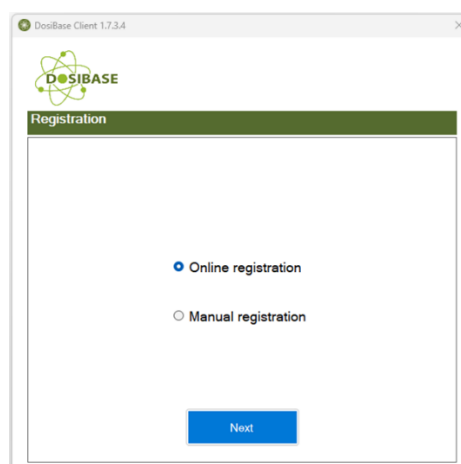 DosiBase Client 1.7.3.4
DOSIBASE
Registration
Online registration
Manual registration
Next